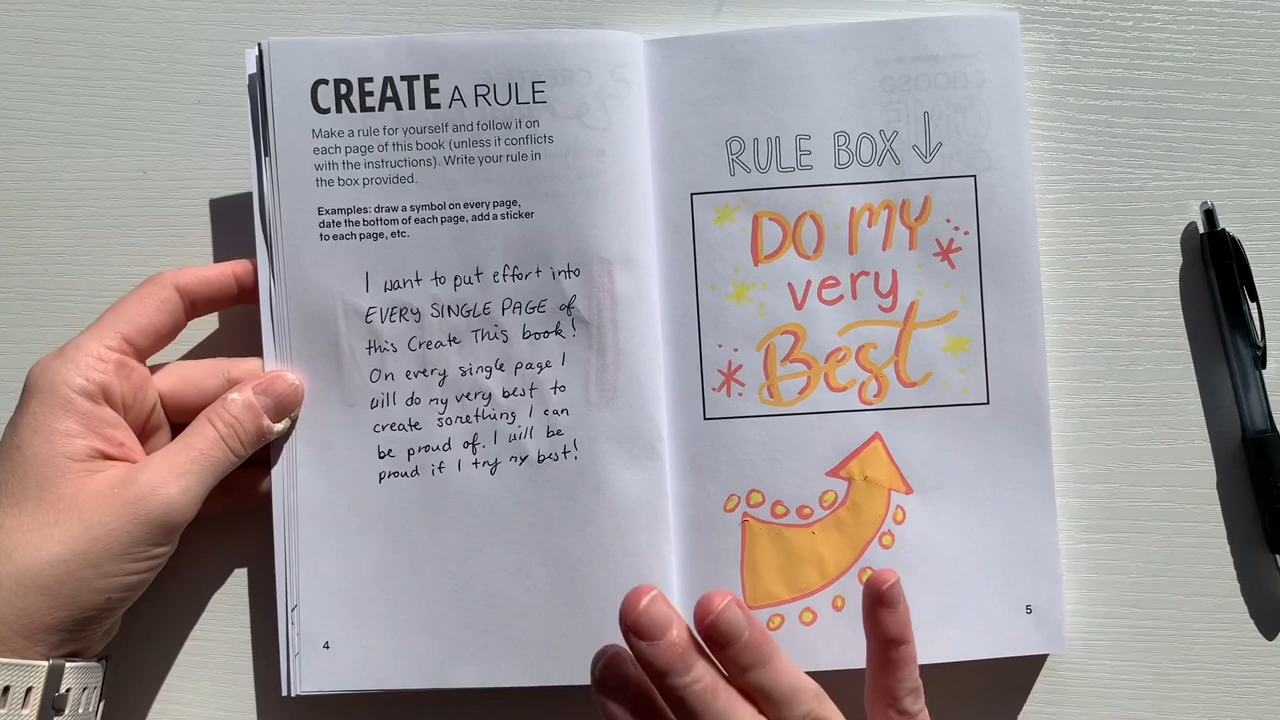 CREATE A RULE
Make a rule for yourself and follow it on
each page of this book (unless it conflicts
with the instructions). Write your rule in
the box provided.
Examples: draw a symbol on every page,
date the bottom of each page, add a sticker
to each page, etc.
I want to put effort into
EVERY SINGLE PAGE of
this Create This book!
On every single page I
will do my very best to
create something I can
be proud of. I will be
proud if I try my best!
4
RULE BOX
DO MY
very
Best
5